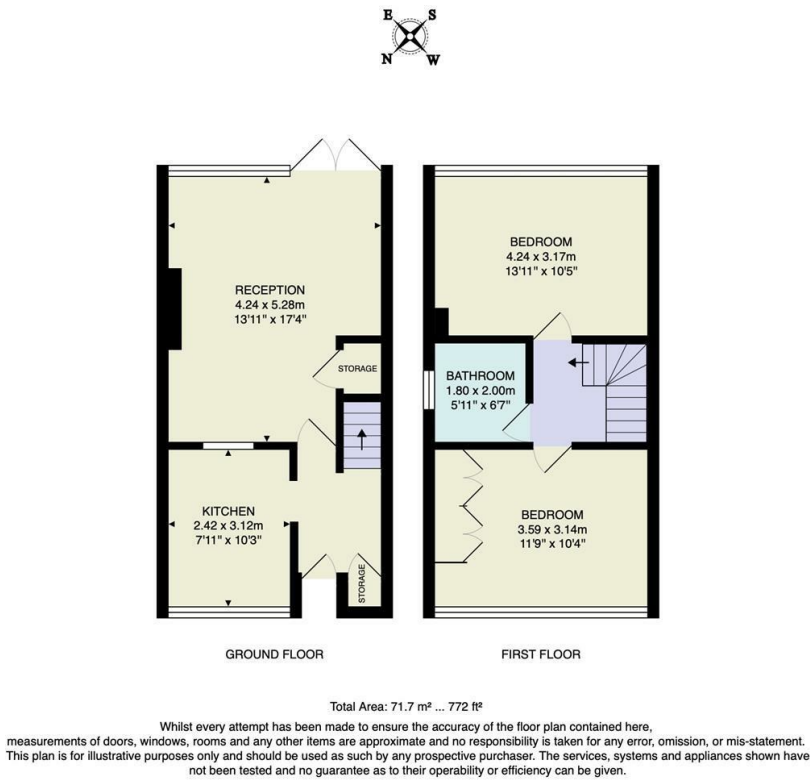 E S
N W
RECEPTION
4.24 x 5.28m
13'11" x 17'4"
STORAGE
KITCHEN
2.42 x 3.12m
7'11" x 10'3"
STORAGE
GROUND FLOOR
BEDROOM
4.24 x 3.17m
13'11" x 10'5"
BATHROOM
1.80 x 2.00m
5'11" x 6'7"
BEDROOM
3.59 x 3.14m
11'9" x 10'4"
FIRST FLOOR
Total Area: 71.7 m² ... 772 ft²
Whilst every attempt has been made to ensure the accuracy of the floor plan contained here,
measurements of doors, windows, rooms and any other items are approximate and no responsibility is taken for any error, omission, or mis-statement.
This plan is for illustrative purposes only and should be used as such by any prospective purchaser. The services, systems and appliances shown have
not been tested and no guarantee as to their operability or efficiency can be given.